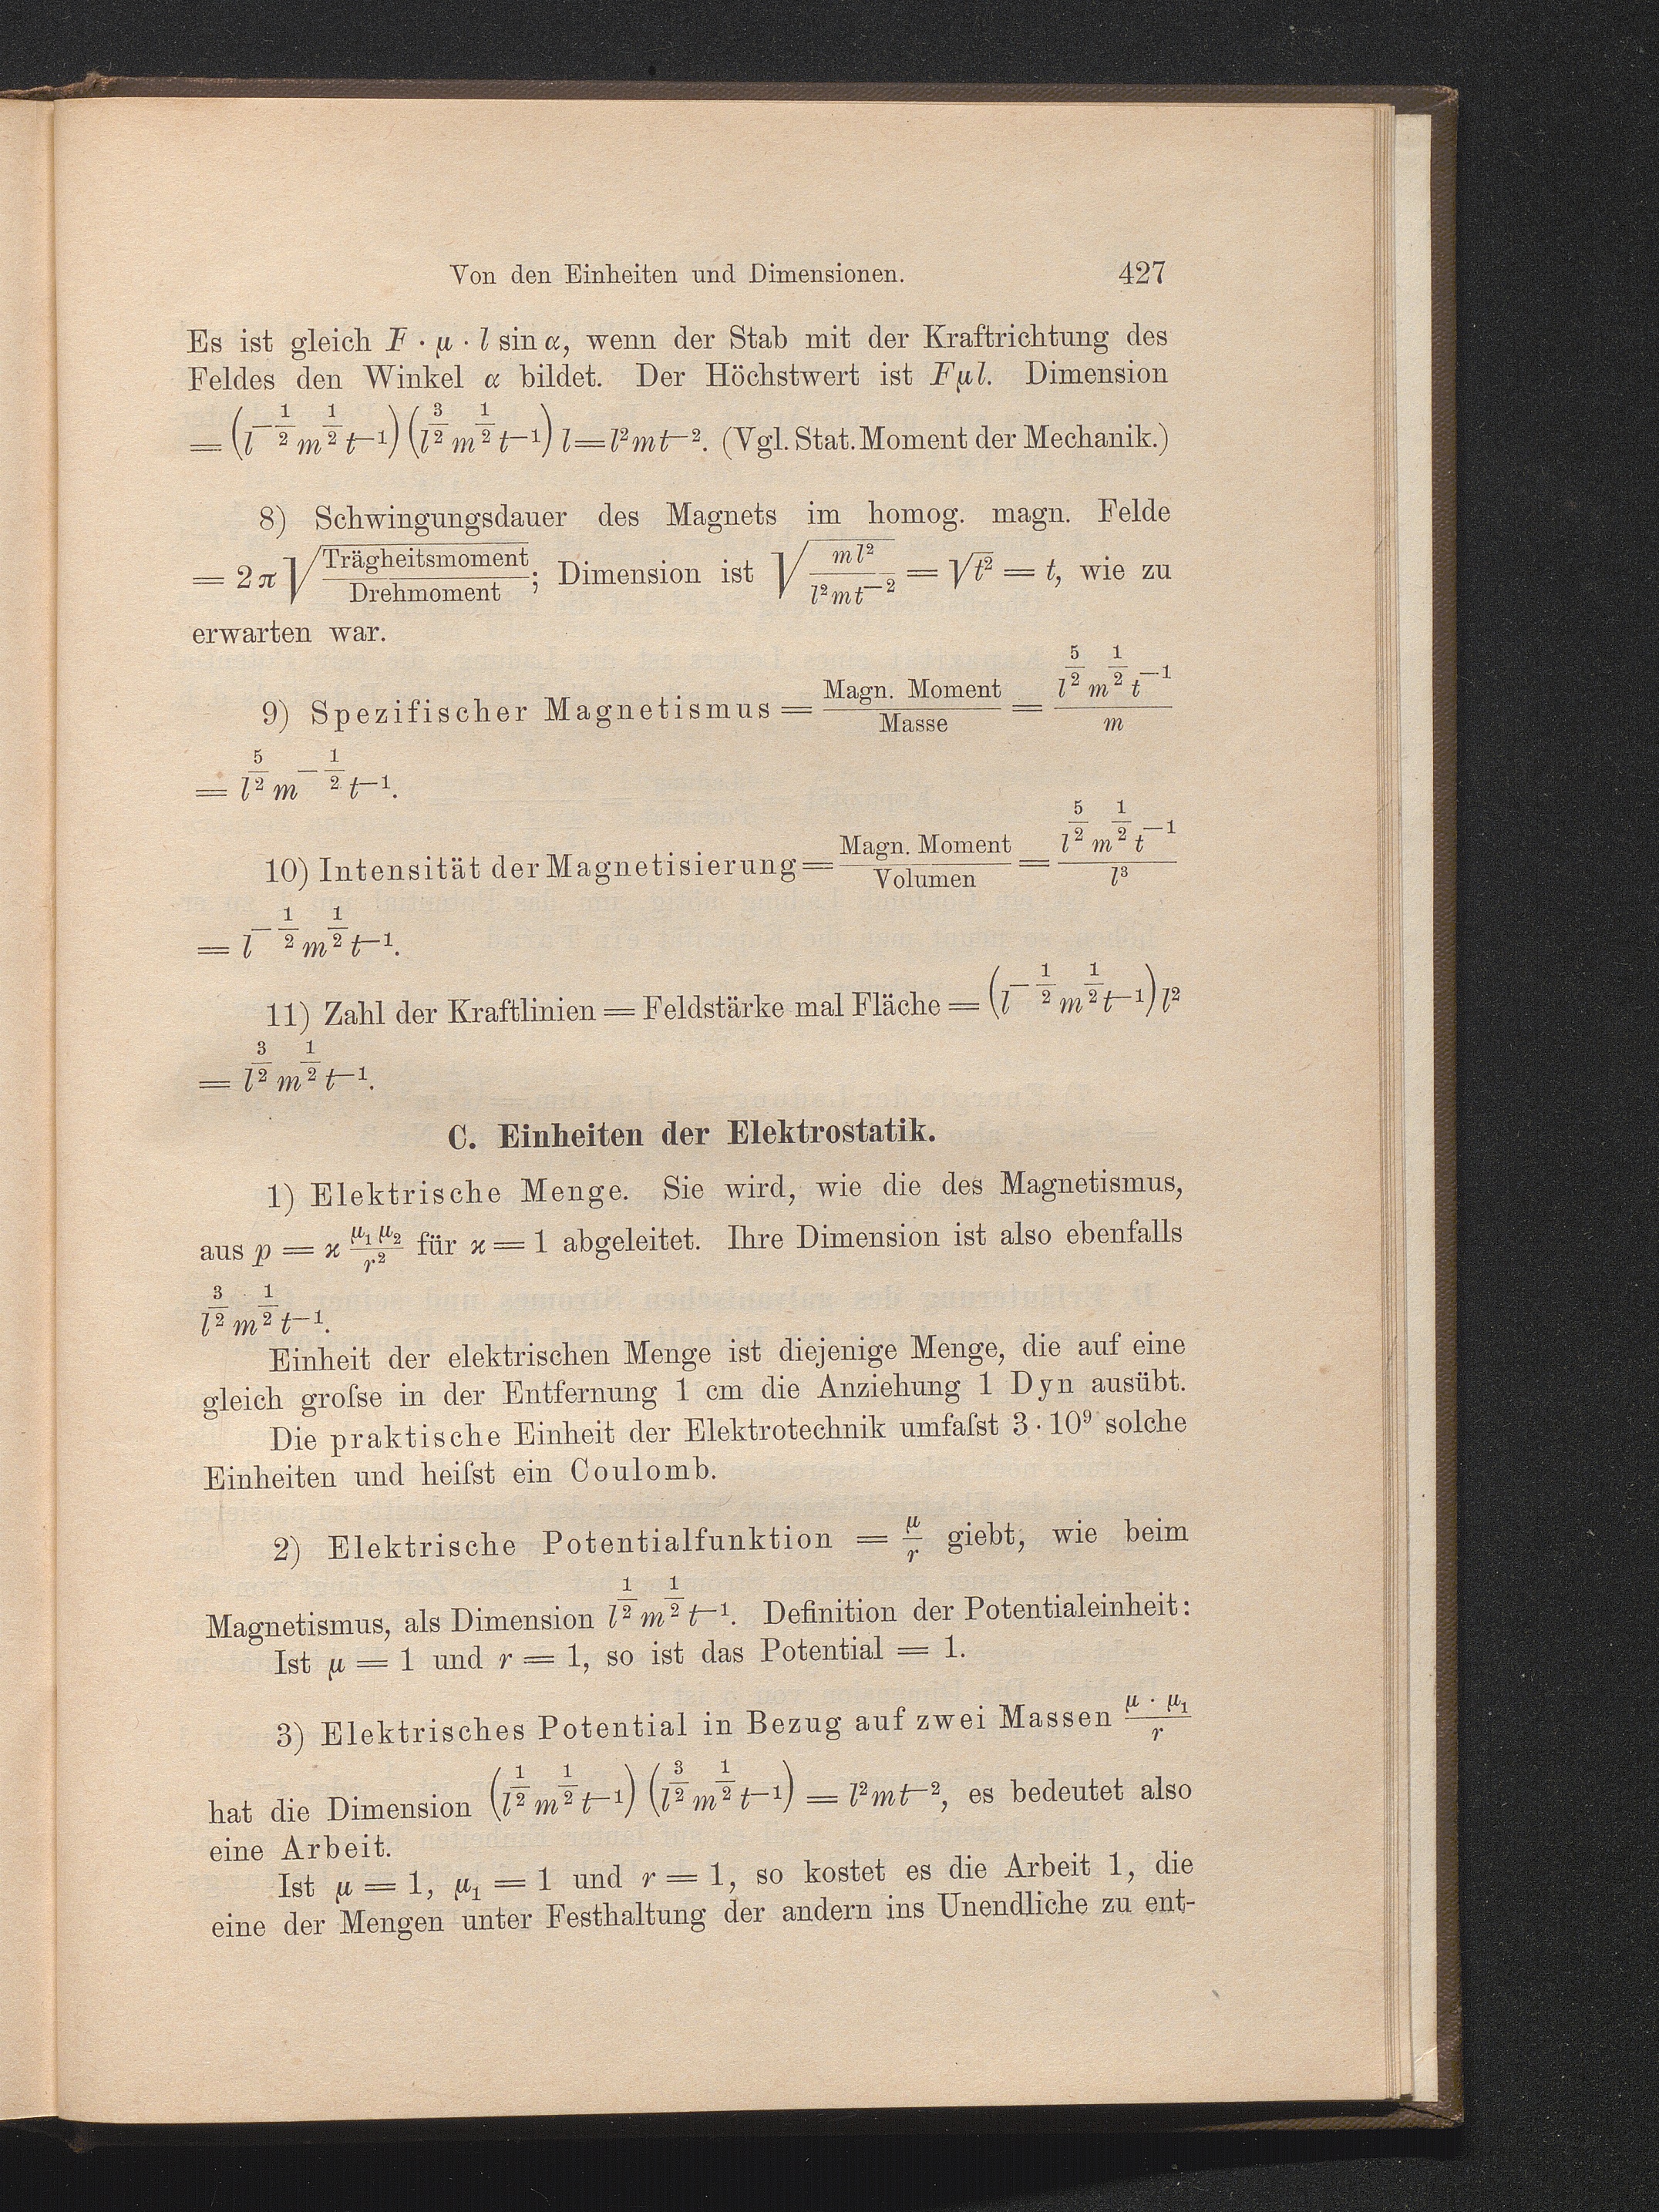 Von den Einheiten und Dimensionen. 427
Es ist gleich F · μ · l sin α, wenn der Stab mit der Kraftrichtung des
Feldes den Winkel α bildet. Der Höchstwert ist Fμl. Dimension
= (l^{-1/2} m^{1/2} t^{-1}) (l^{3/2} m^{1/2} t^{-1}) l = l²mt^{-2}. (Vgl. Stat. Moment der Mechanik.)
8) Schwingungsdauer des Magnets im homog. magn. Felde
= 2π √(Trägheitsmoment/Drehmoment); Dimension ist √(ml²/l²mt^{-2}) = √t² = t, wie zu
erwarten war.
9) Spezifischer Magnetismus = Magn. Moment/Masse = l^{5/2} m^{1/2} t^{-1}/m
= l^{5/2} m^{-1/2} t^{-1}.
10) Intensität der Magnetisierung = Magn. Moment/Volumen = l^{5/2} m^{1/2} t^{-1}/l³
= l^{-1/2} m^{1/2} t^{-1}.
11) Zahl der Kraftlinien = Feldstärke mal Fläche = (l^{-1/2} m^{1/2} t^{-1}) l²
= l^{3/2} m^{1/2} t^{-1}.
C. Einheiten der Elektrostatik.
1) Elektrische Menge. Sie wird, wie die des Magnetismus,
aus p = ϰ μ₁μ₂/r² für ϰ = 1 abgeleitet. Ihre Dimension ist also ebenfalls
l^{3/2} m^{1/2} t^{-1}.
Einheit der elektrischen Menge ist diejenige Menge, die auf eine
gleich groſse in der Entfernung 1 cm die Anziehung 1 Dyn ausübt.
Die praktische Einheit der Elektrotechnik umfaſst 3 · 10⁹ solche
Einheiten und heiſst ein Coulomb.
2) Elektrische Potentialfunktion = μ/r giebt, wie beim
Magnetismus, als Dimension l^{1/2} m^{1/2} t^{-1}. Definition der Potentialeinheit:
Ist μ = 1 und r = 1, so ist das Potential = 1.
3) Elektrisches Potential in Bezug auf zwei Massen μ · μ₁/r
hat die Dimension (l^{1/2} m^{1/2} t^{-1}) (l^{3/2} m^{1/2} t^{-1}) = l²mt^{-2}, es bedeutet also
eine Arbeit.
Ist μ = 1, μ₁ = 1 und r = 1, so kostet es die Arbeit 1, die
eine der Mengen unter Festhaltung der andern ins Unendliche zu ent-